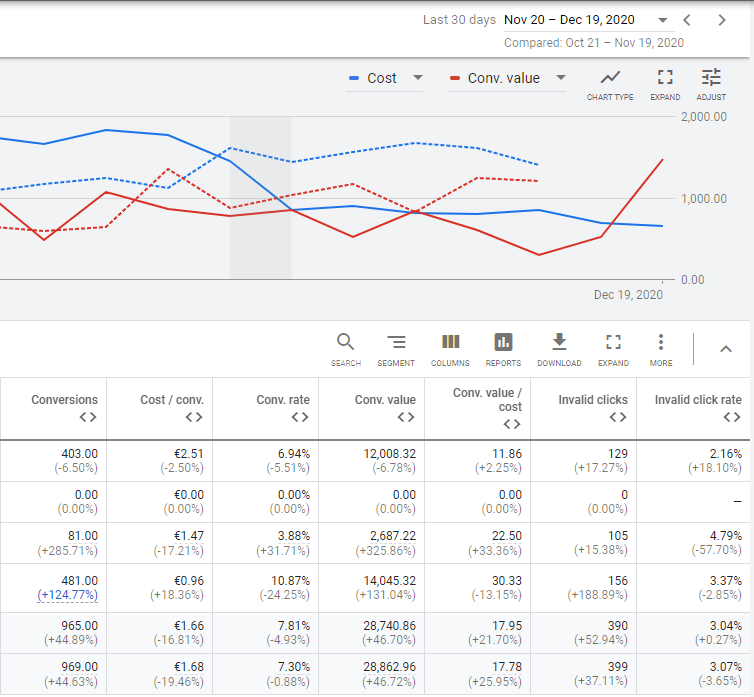 Last 30 days Nov 20 – Dec 19, 2020
Compared: Oct 21 – Nov 19, 2020
Cost Conv. value
CHART TYPE EXPAND ADJUST
2,000.00
1,000.00
0.00
Dec 19, 2020
SEARCH SEGMENT COLUMNS REPORTS DOWNLOAD EXPAND MORE
Conversions Cost / conv. Conv. rate Conv. value Conv. value / cost Invalid clicks Invalid click rate
403.00 €2.51 6.94% 12,008.32 11.86 129 2.16%
(-6.50%) (-2.50%) (-5.51%) (-6.78%) (+2.25%) (+17.27%) (+18.10%)
0.00 €0.00 0.00% 0.00 0.00 0 —
(0.00%) (0.00%) (0.00%) (0.00%) (0.00%) (0.00%)
81.00 €1.47 3.88% 2,687.22 22.50 105 4.79%
(+285.71%) (-17.21%) (+31.71%) (+325.86%) (+33.36%) (+15.38%) (-57.70%)
481.00 €0.96 10.87% 14,045.32 30.33 156 3.37%
(+124.77%) (+18.36%) (-24.25%) (+131.04%) (-13.15%) (+188.89%) (-2.85%)
965.00 €1.66 7.81% 28,740.86 17.95 390 3.04%
(+44.89%) (-16.81%) (-4.93%) (+46.70%) (+21.70%) (+52.94%) (+0.27%)
969.00 €1.68 7.30% 28,862.96 17.78 399 3.07%
(+44.63%) (-19.46%) (-0.88%) (+46.72%) (+25.95%) (+37.11%) (-3.65%)